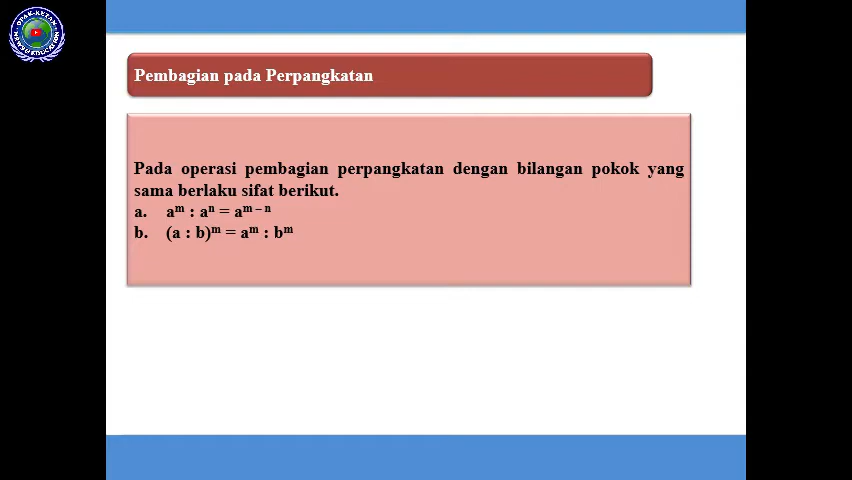 Pembagian pada Perpangkatan
Pada operasi pembagian perpangkatan dengan bilangan pokok yang
sama berlaku sifat berikut.
a. aᵐ : aⁿ = aᵐ⁻ⁿ
b. (a : b)ᵐ = aᵐ : bᵐ